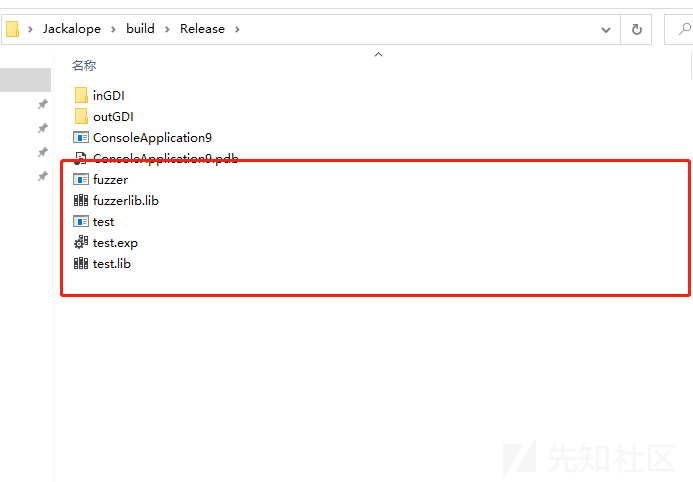 Jackalope > build > Release >
名称
inGDI
outGDI
ConsoleApplication9
ConsoleApplication9.pdb
fuzzer
fuzzerlib.lib
test
test.exp
test.lib
先知社区